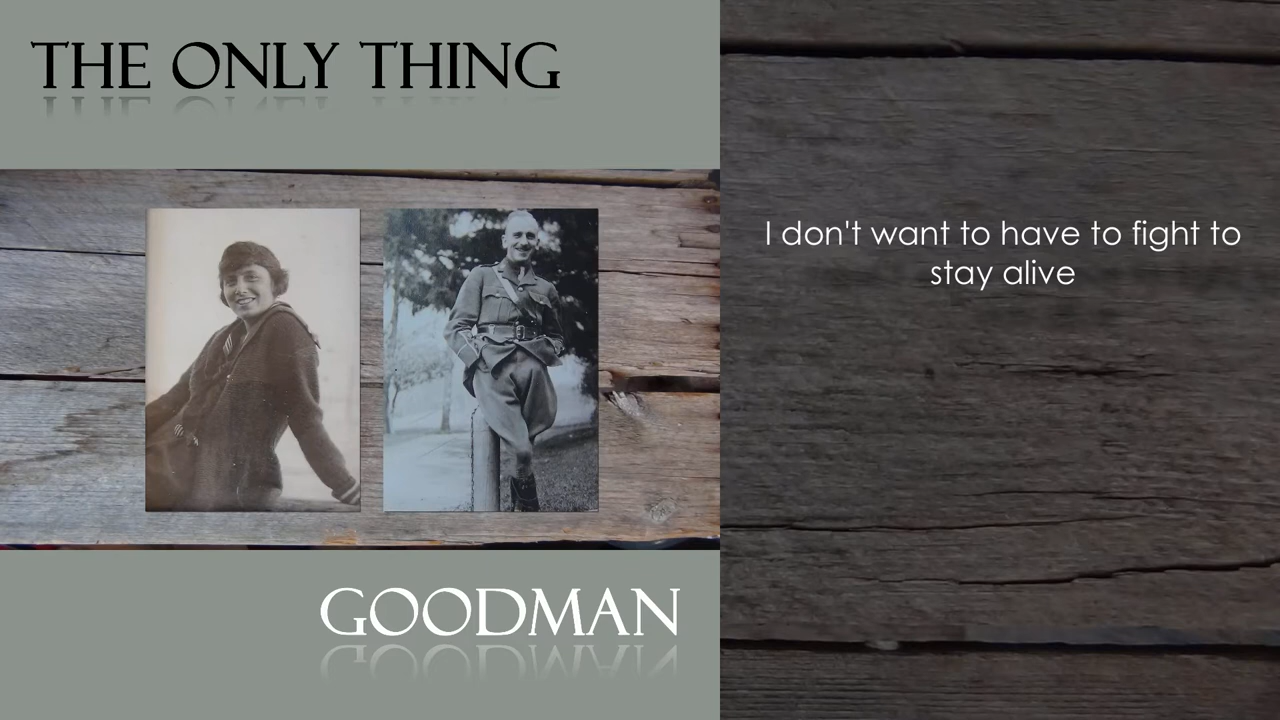 THE ONLY THING
GOODMAN
I don't want to have to fight to
stay alive